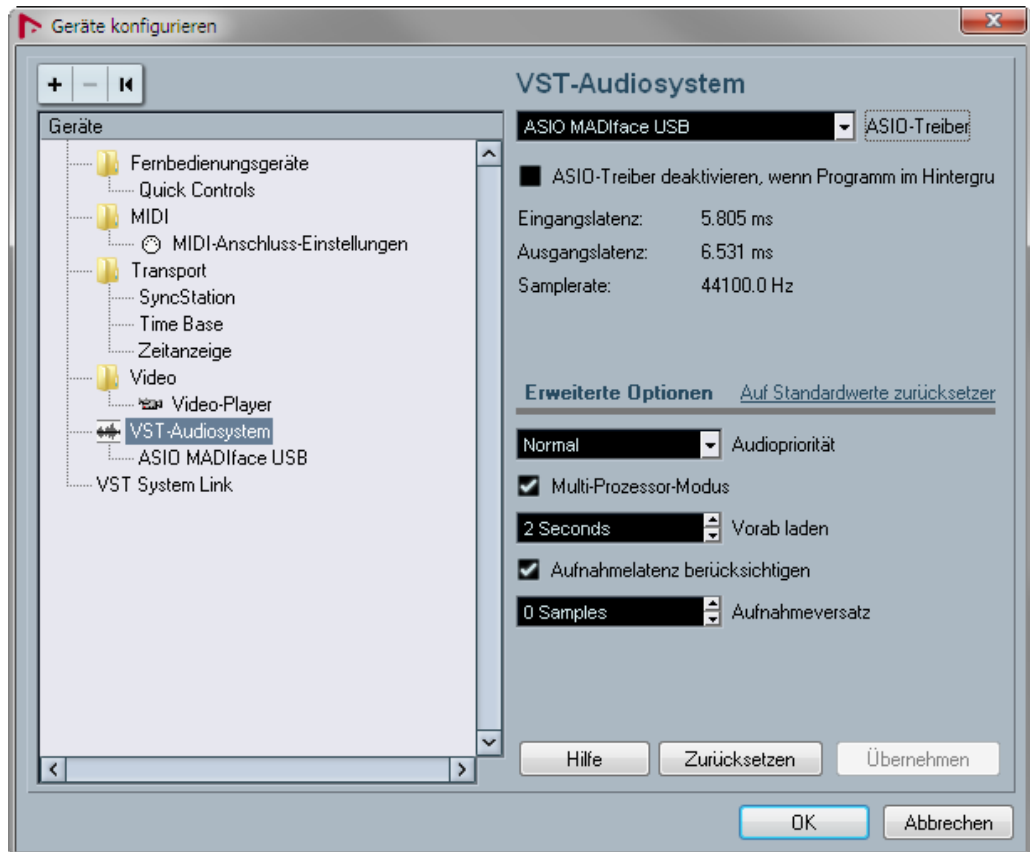 Geräte konfigurieren
Geräte
Fernbedienungsgeräte
Quick Controls
MIDI
MIDI-Anschluss-Einstellungen
Transport
SyncStation
Time Base
Zeitanzeige
Video
Video-Player
VST-Audiosystem
ASIO MADIface USB
VST System Link
VST-Audiosystem
ASIO MADIface USB ASIO-Treiber
ASIO-Treiber deaktivieren, wenn Programm im Hintergru
Eingangslatenz: 5.805 ms
Ausgangslatenz: 6.531 ms
Samplerate: 44100.0 Hz
Erweiterte Optionen Auf Standardwerte zurücksetzer
Normal Audiopriorität
Multi-Prozessor-Modus
2 Seconds Vorab laden
Aufnahmelatenz berücksichtigen
0 Samples Aufnahmeversatz
Hilfe Zurücksetzen Übernehmen
OK Abbrechen